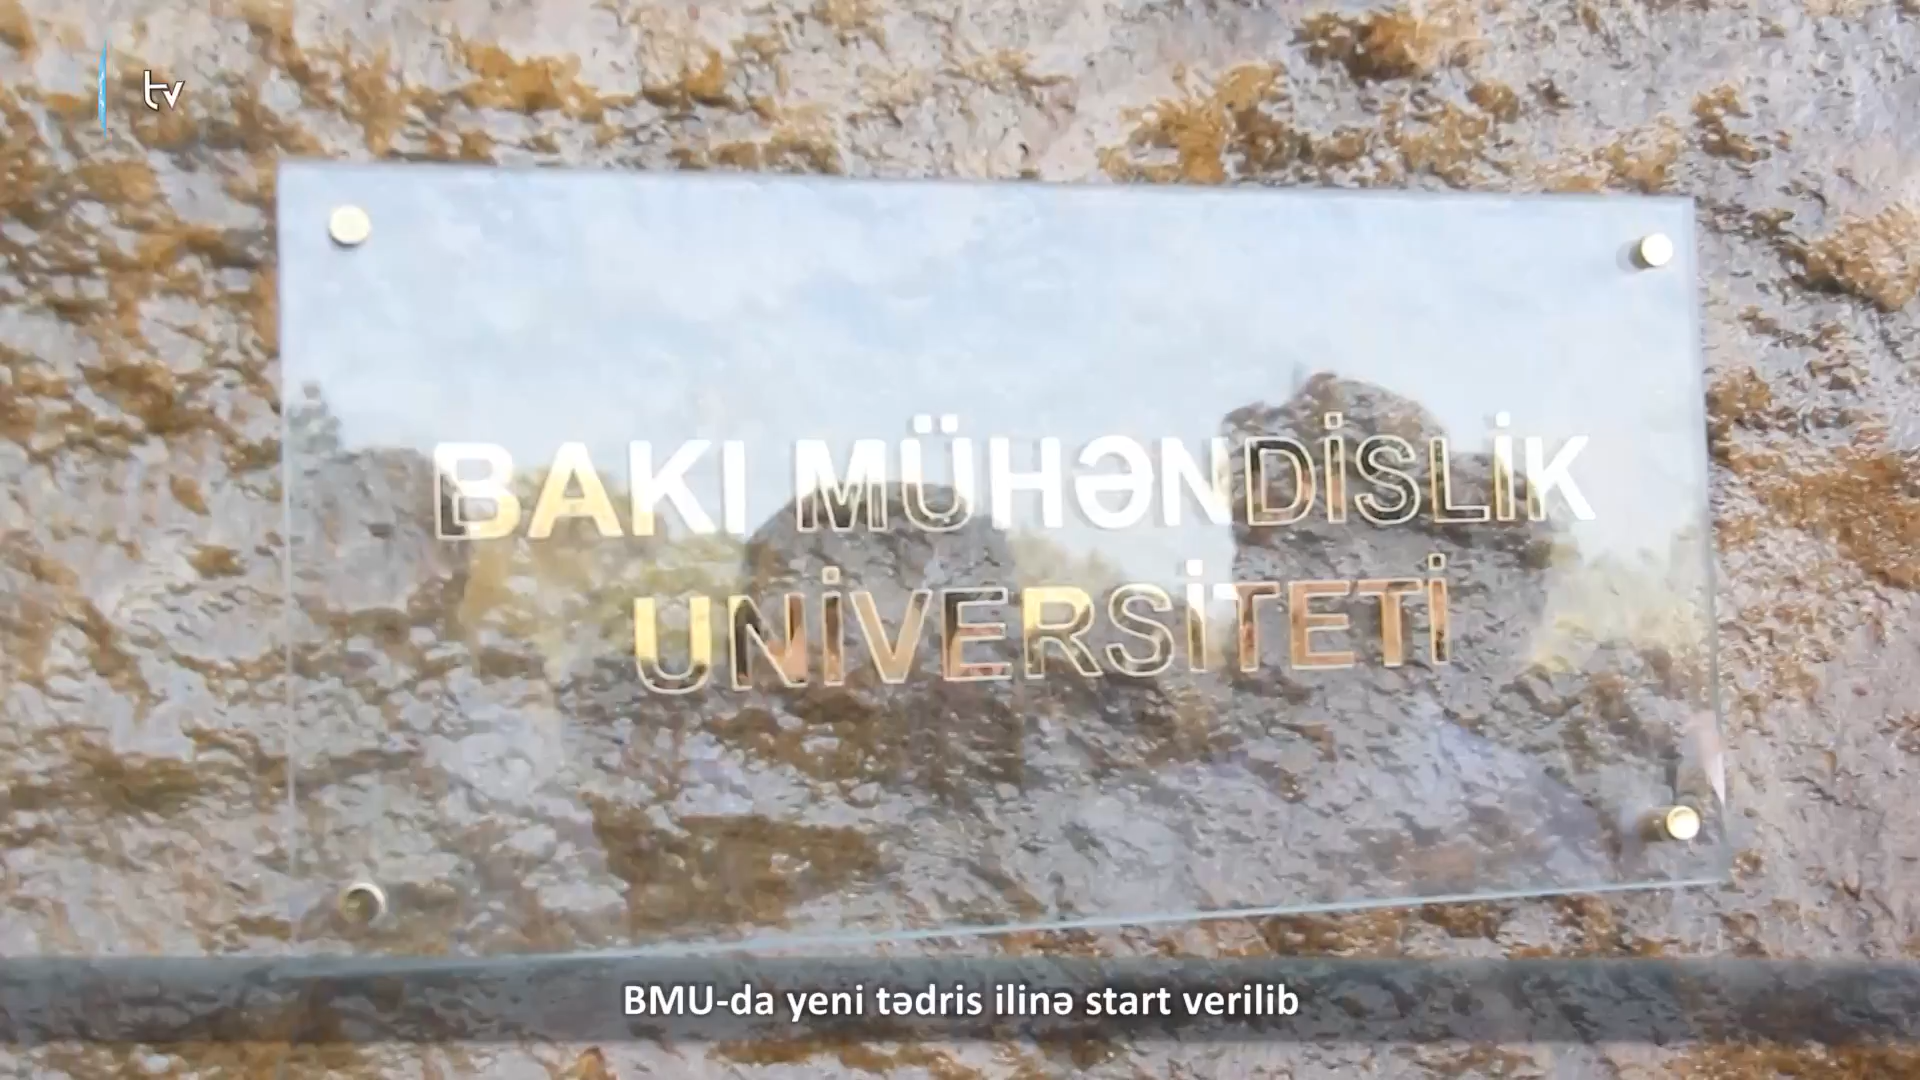 tv
BAKI MÜHƏNDİSLİK
UNİVERSİTETİ
BMU-da yeni tədris ilinə start verilib